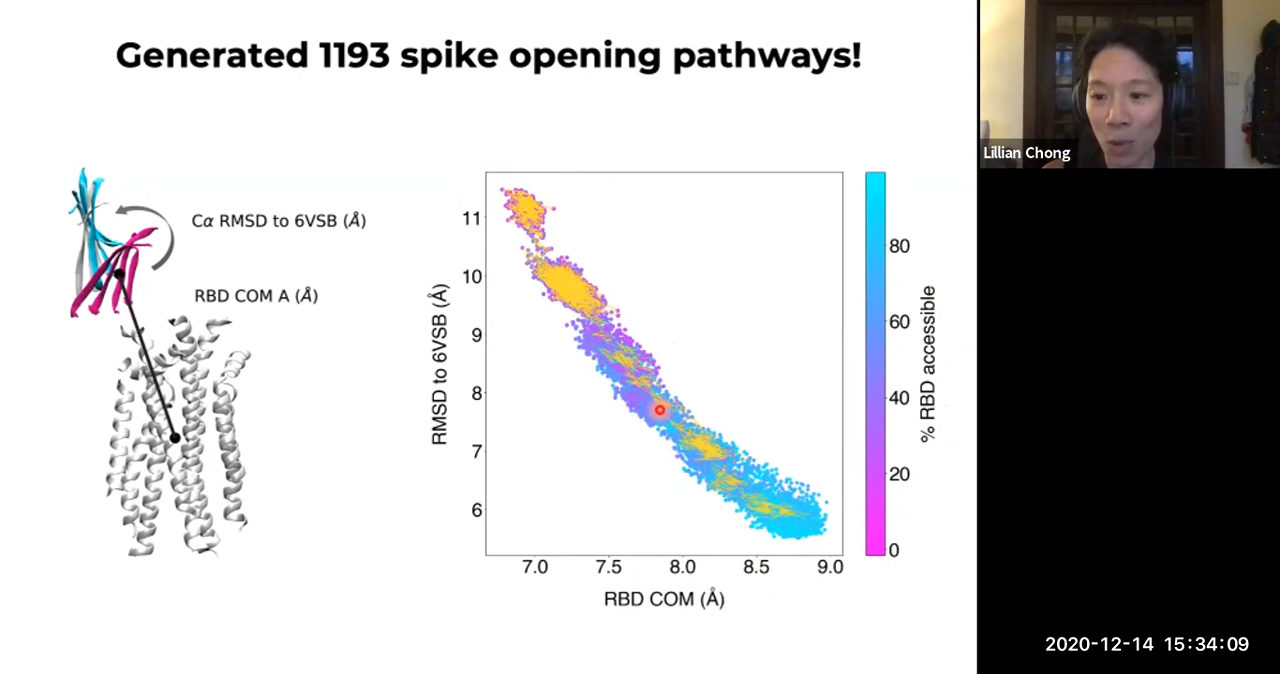 Generated 1193 spike opening pathways!
Cα RMSD to 6VSB (Å)
RBD COM A (Å)
RMSD to 6VSB (Å)
11
10
9
8
7
6
7.0 7.5 8.0 8.5 9.0
RBD COM (Å)
80
60
40
20
0
% RBD accessible
Lillian Chong
2020-12-14 15:34:09